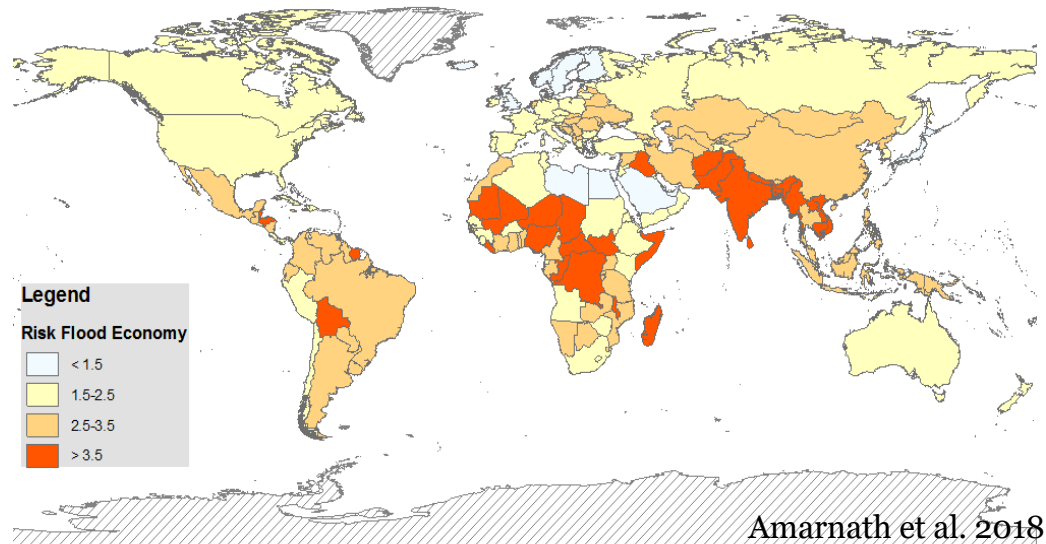 Legend
Risk Flood Economy
< 1.5
1.5-2.5
2.5-3.5
> 3.5
Amarnath et al. 2018